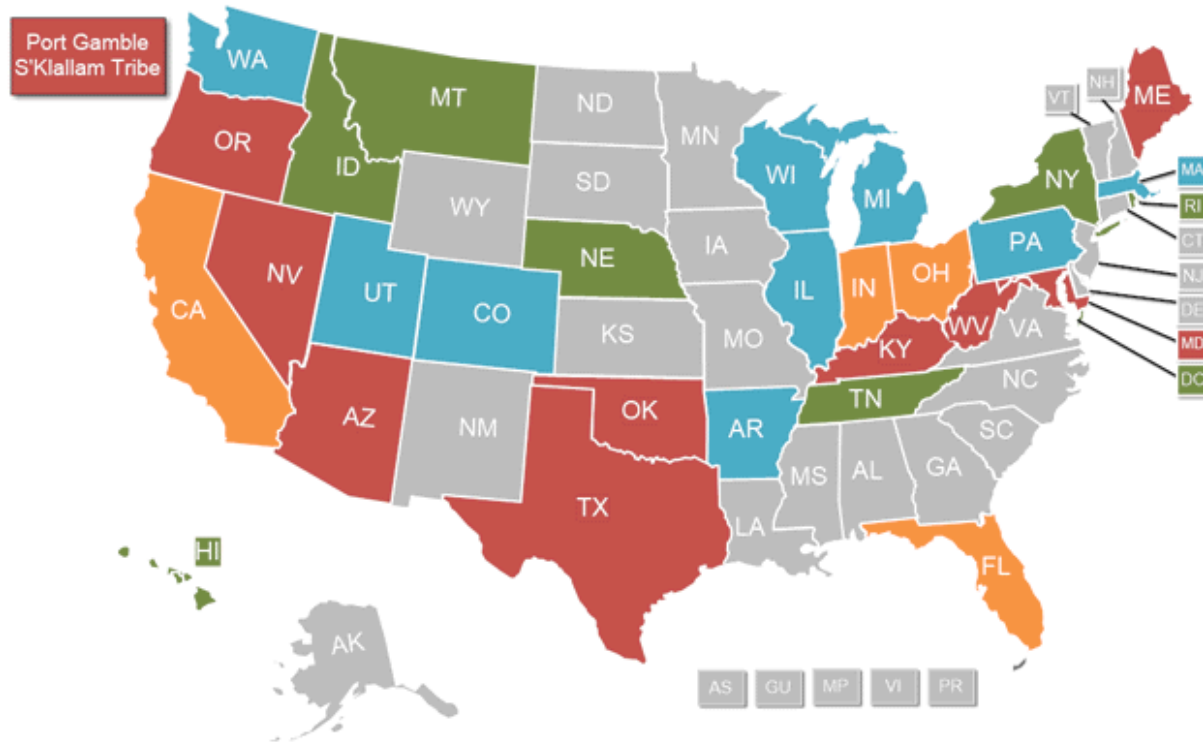 Port Gamble
S'Klallam Tribe
WA
MT
ND
MN
VT
NH
ME
OR
ID
SD
WI
MI
NY
MA
RI
WY
IA
PA
CT
NV
NE
NJ
UT
CO
IL
IN
OH
DE
CA
KS
MO
KY
WV
VA
MD
DC
AZ
NM
OK
AR
TN
NC
SC
TX
MS
AL
GA
LA
FL
HI
AK
AS
GU
MP
VI
PR